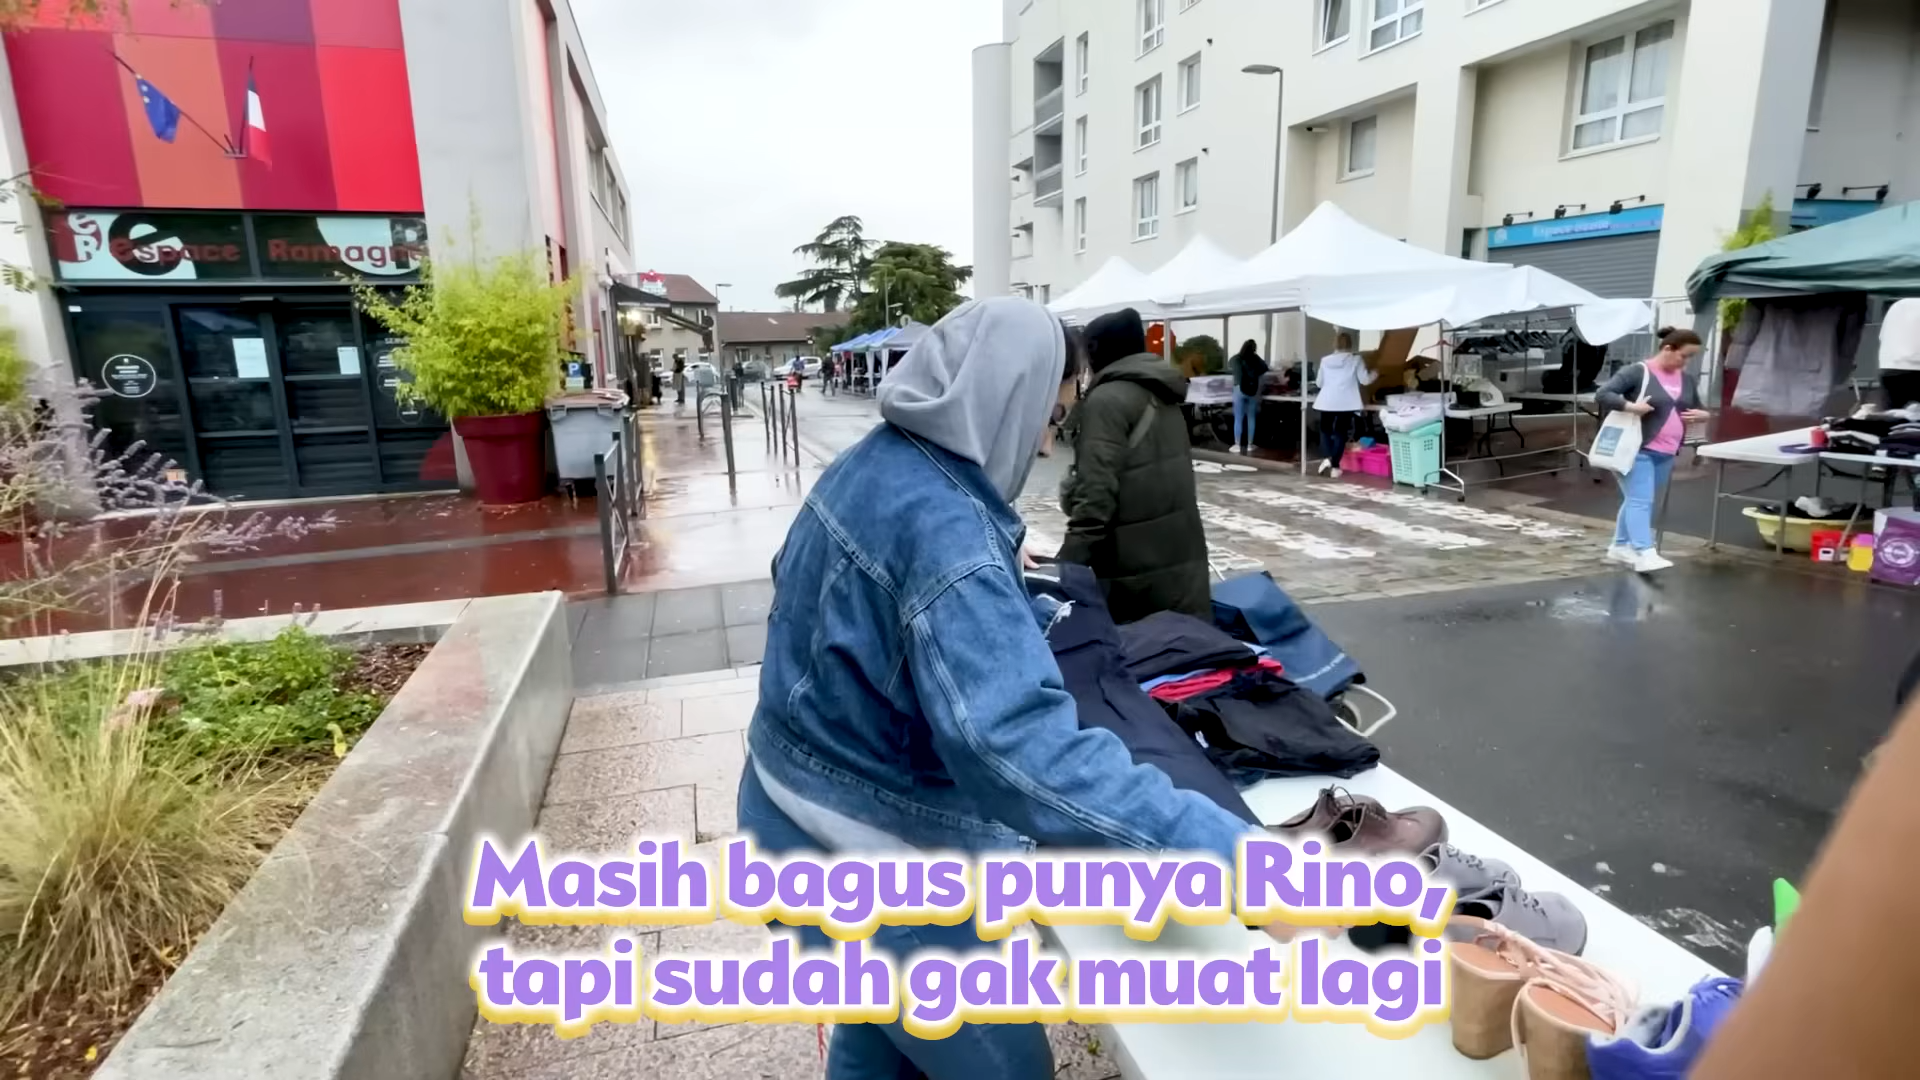 espace Ramagne
Masih bagus punya Rino,
tapi sudah gak muat lagi